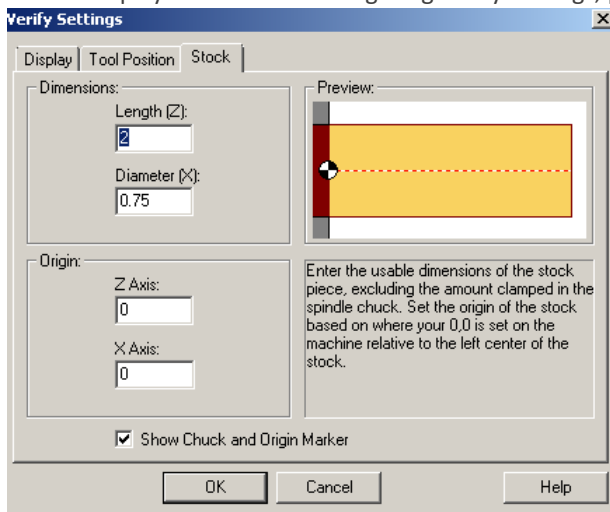 Verify Settings
Display
Tool Position
Stock
Dimensions:
Length (Z):
2
Diameter (X):
0.75
Preview:
Origin:
Z Axis:
0
X Axis:
0
Enter the usable dimensions of the stock
piece, excluding the amount clamped in the
spindle chuck. Set the origin of the stock
based on where your 0,0 is set on the
machine relative to the left center of the
stock.
Show Chuck and Origin Marker
OK
Cancel
Help